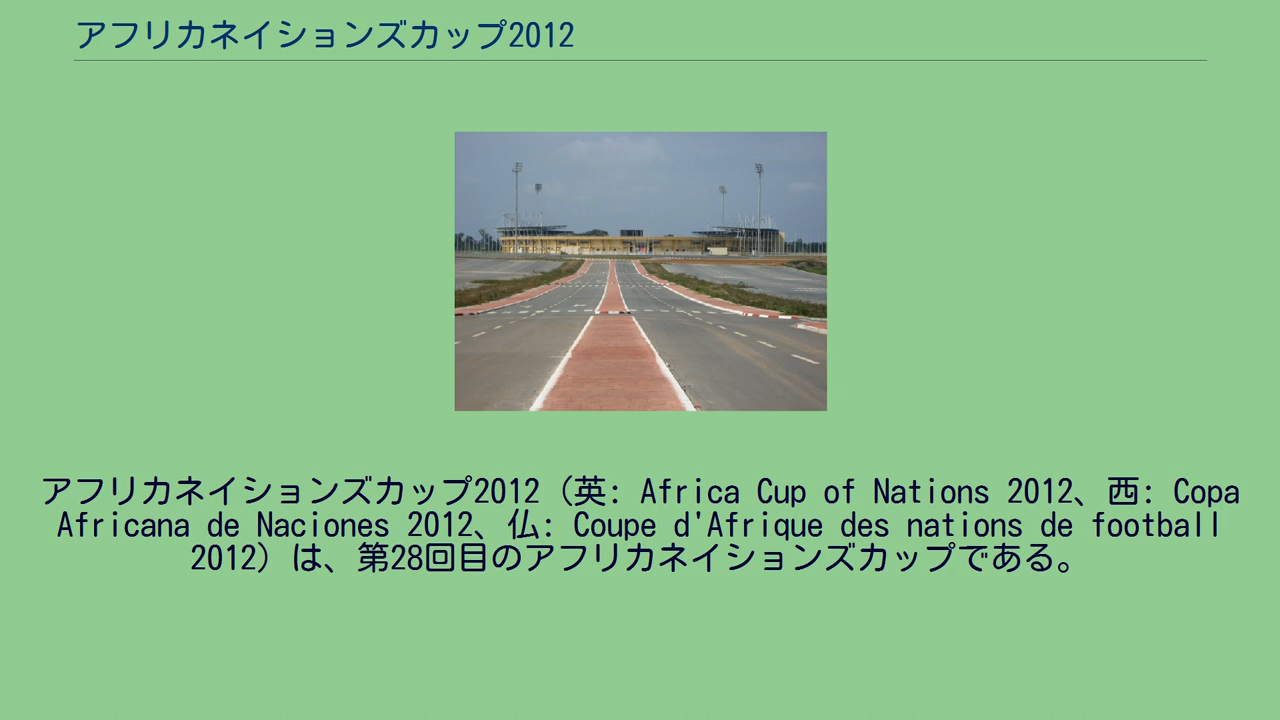 アフリカネイションズカップ2012
アフリカネイションズカップ2012（英: Africa Cup of Nations 2012、西: Copa
Africana de Naciones 2012、仏: Coupe d'Afrique des nations de football
2012）は、第28回目のアフリカネイションズカップである。